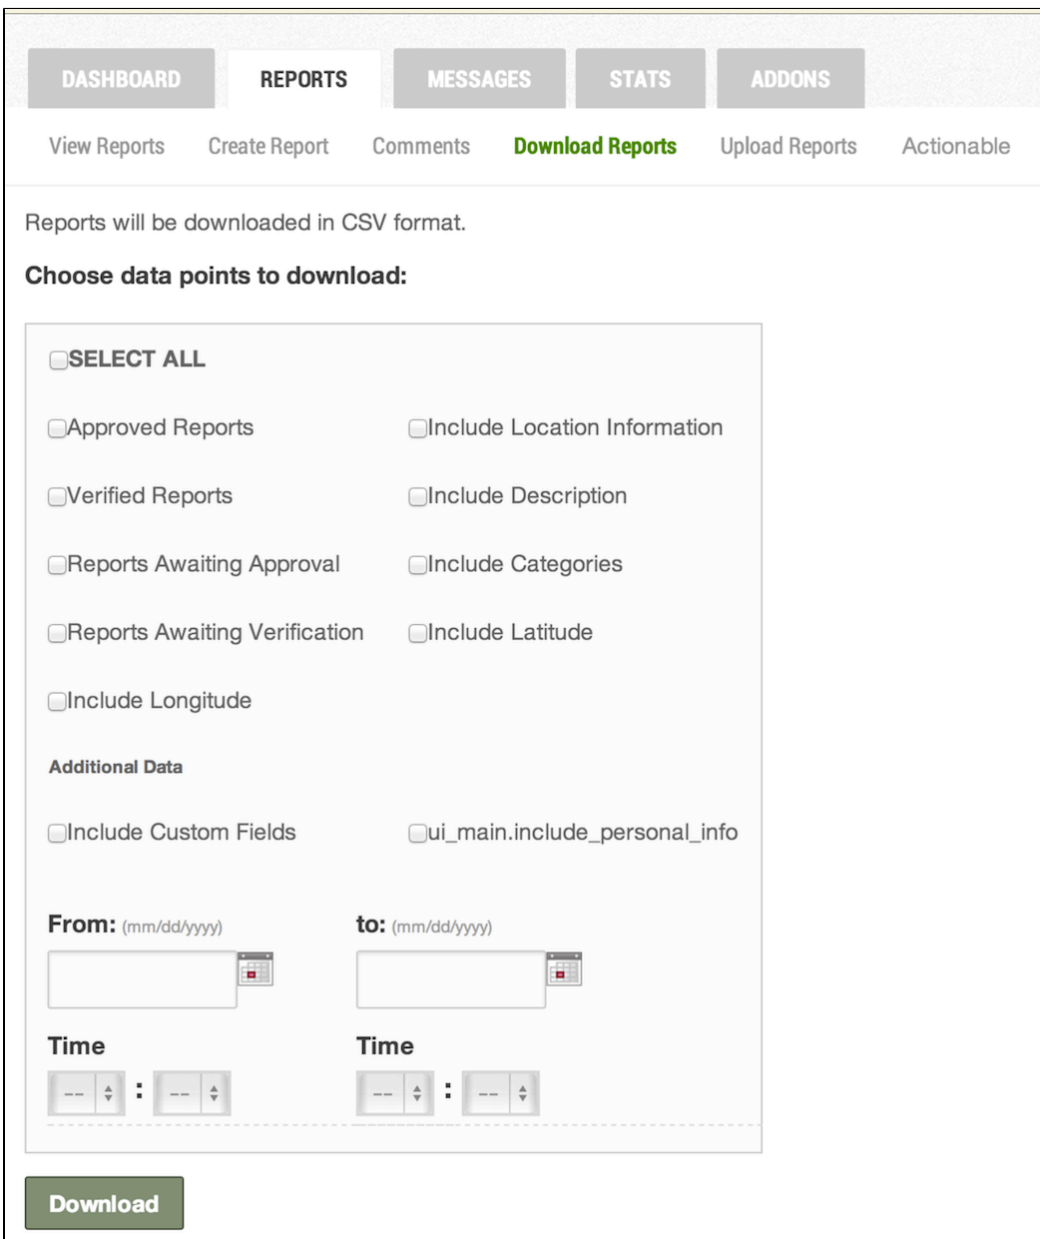 DASHBOARD REPORTS MESSAGES STATS ADDONS
View Reports Create Report Comments Download Reports Upload Reports Actionable
Reports will be downloaded in CSV format.
Choose data points to download:
SELECT ALL
Approved Reports Include Location Information
Verified Reports Include Description
Reports Awaiting Approval Include Categories
Reports Awaiting Verification Include Latitude
Include Longitude
Additional Data
Include Custom Fields ui_main.include_personal_info
From: (mm/dd/yyyy) to: (mm/dd/yyyy)
Time Time
-- : -- -- : --
Download